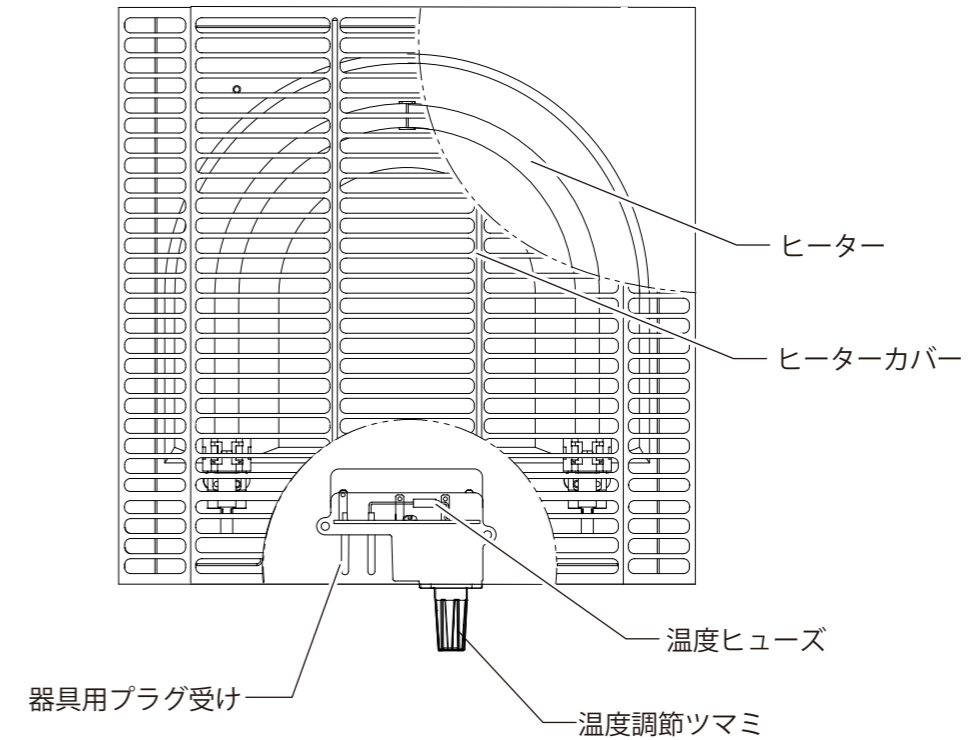 ヒーター
ヒーターカバー
温度ヒューズ
器具用プラグ受け
温度調節ツマミ